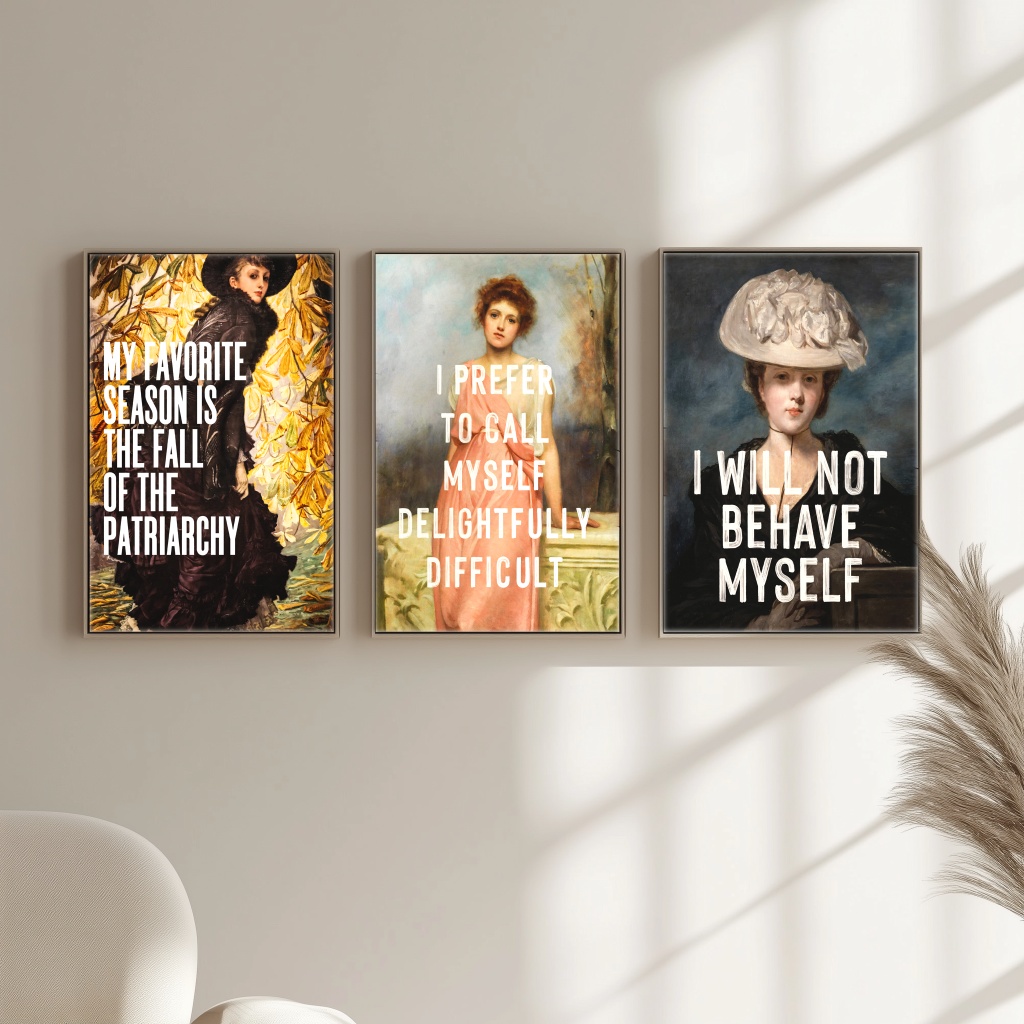 MY FAVORITE
SEASON IS
THE FALL
OF THE
PATRIARCHY
I PREFER
TO CALL
MYSELF
DELIGHTFULLY
DIFFICULT
I WILL NOT
BEHAVE
MYSELF